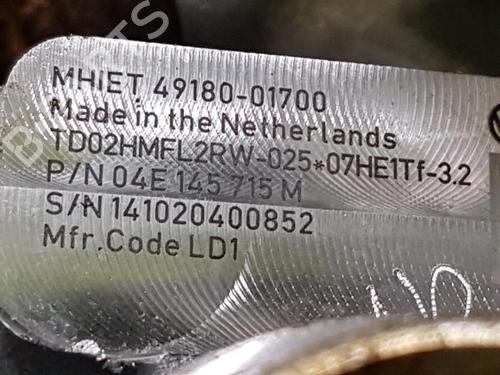 MHIET 49180-01700
Made in the Netherlands
TD02HMFL2RW-025*07HE1Tf-3.2
P/N 04E 145 715 M
S/N 141020400852
Mfr.Code LD1